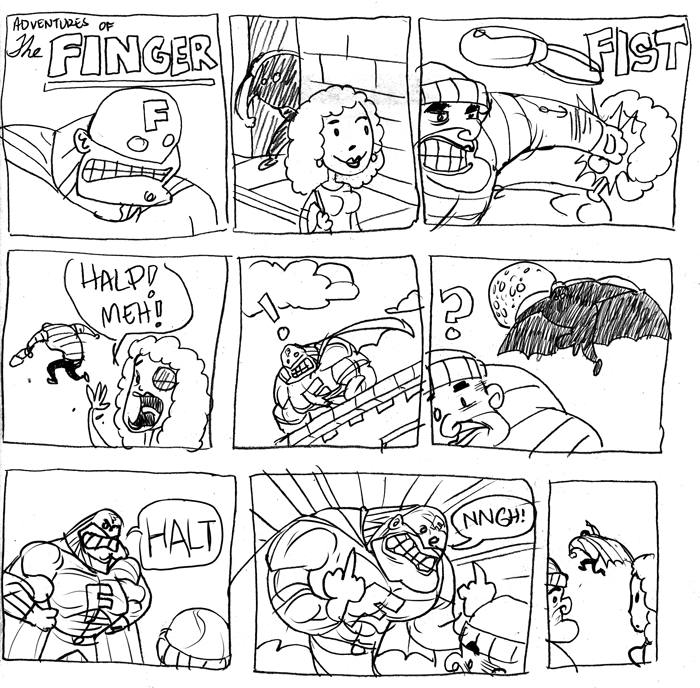 ADVENTURES OF
The FINGER
F
FIST
HALP!
MEH!
!
?
HALT
F
NNGH!